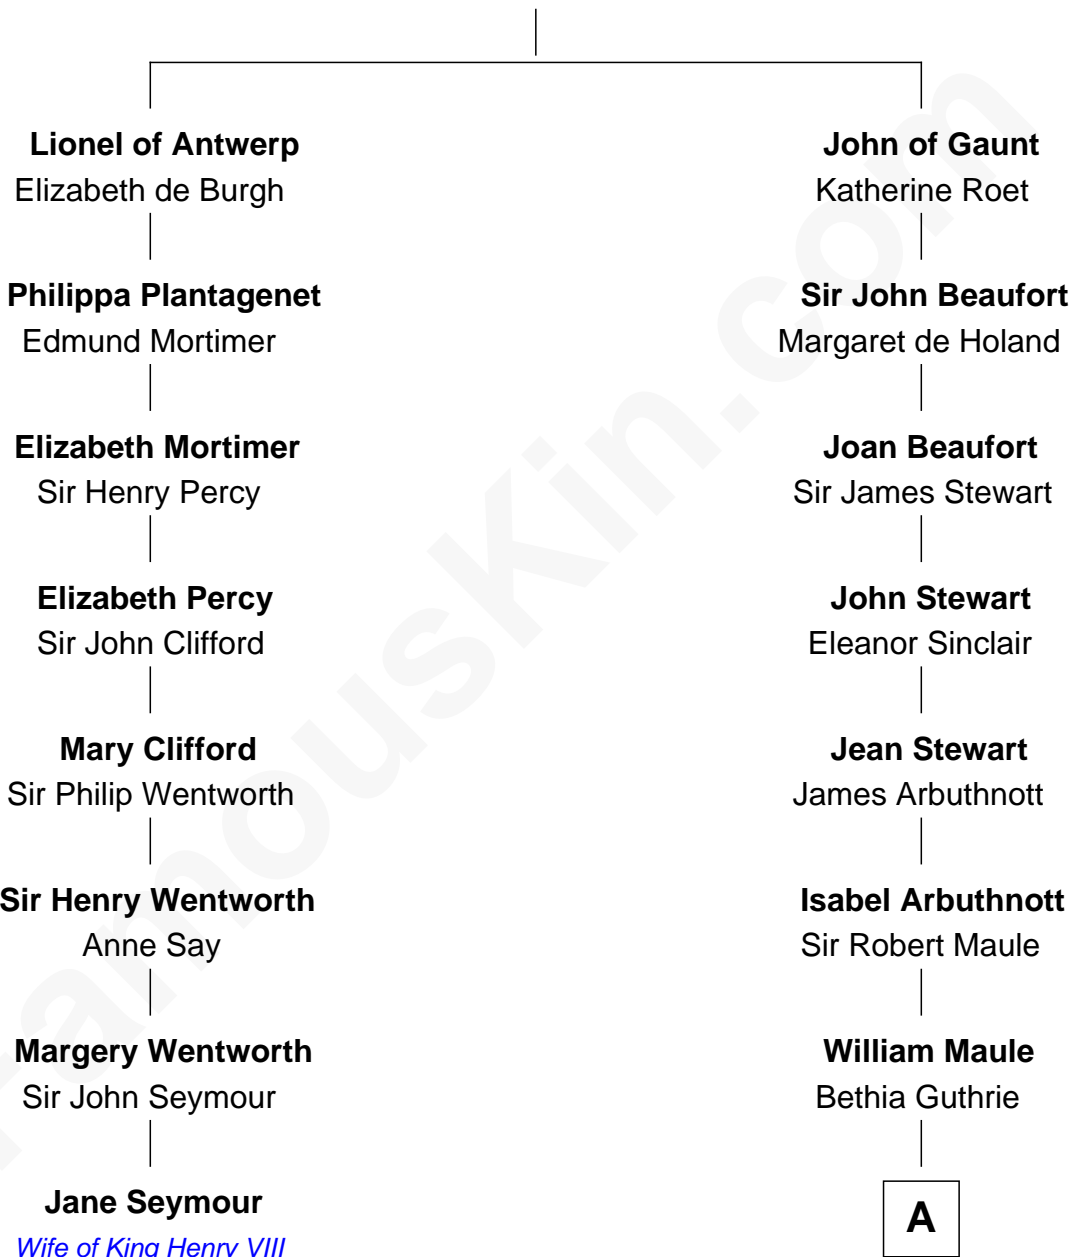 Lionel of Antwerp
Elizabeth de Burgh
Philippa Plantagenet
Edmund Mortimer
Elizabeth Mortimer
Sir Henry Percy
Elizabeth Percy
Sir John Clifford
Mary Clifford
Sir Philip Wentworth
Sir Henry Wentworth
Anne Say
Margery Wentworth
Sir John Seymour
Jane Seymour
Wife of King Henry VIII
John of Gaunt
Katherine Roet
Sir John Beaufort
Margaret de Holand
Joan Beaufort
Sir James Stewart
John Stewart
Eleanor Sinclair
Jean Stewart
James Arbuthnott
Isabel Arbuthnott
Sir Robert Maule
William Maule
Bethia Guthrie
A
FamousKin.com